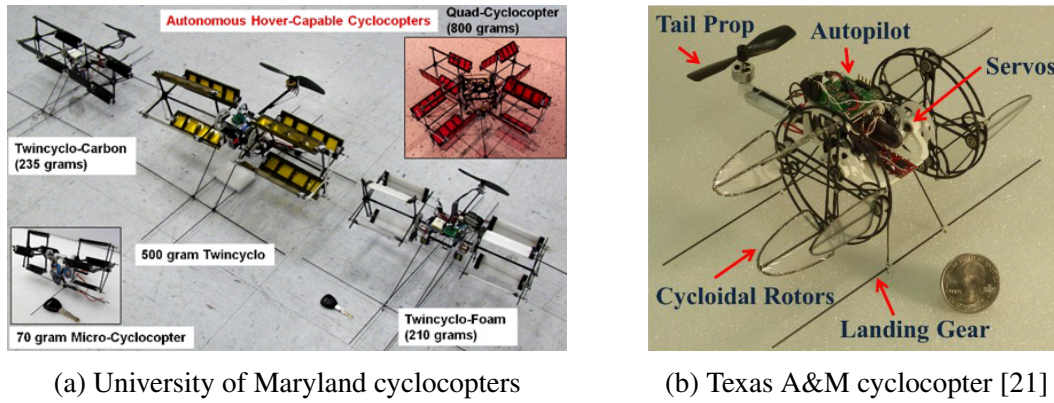 Autonomous Hover-Capable Cyclocopters
Quad-Cyclocopter
(800 grams)
Twincyclo-Carbon
(235 grams)
500 gram Twincyclo
70 gram Micro-Cyclocopter
Twincyclo-Foam
(210 grams)
Tail Prop
Autopilot
Servos
Cycloidal Rotors
Landing Gear
(a) University of Maryland cyclocopters
(b) Texas A&M cyclocopter [21]